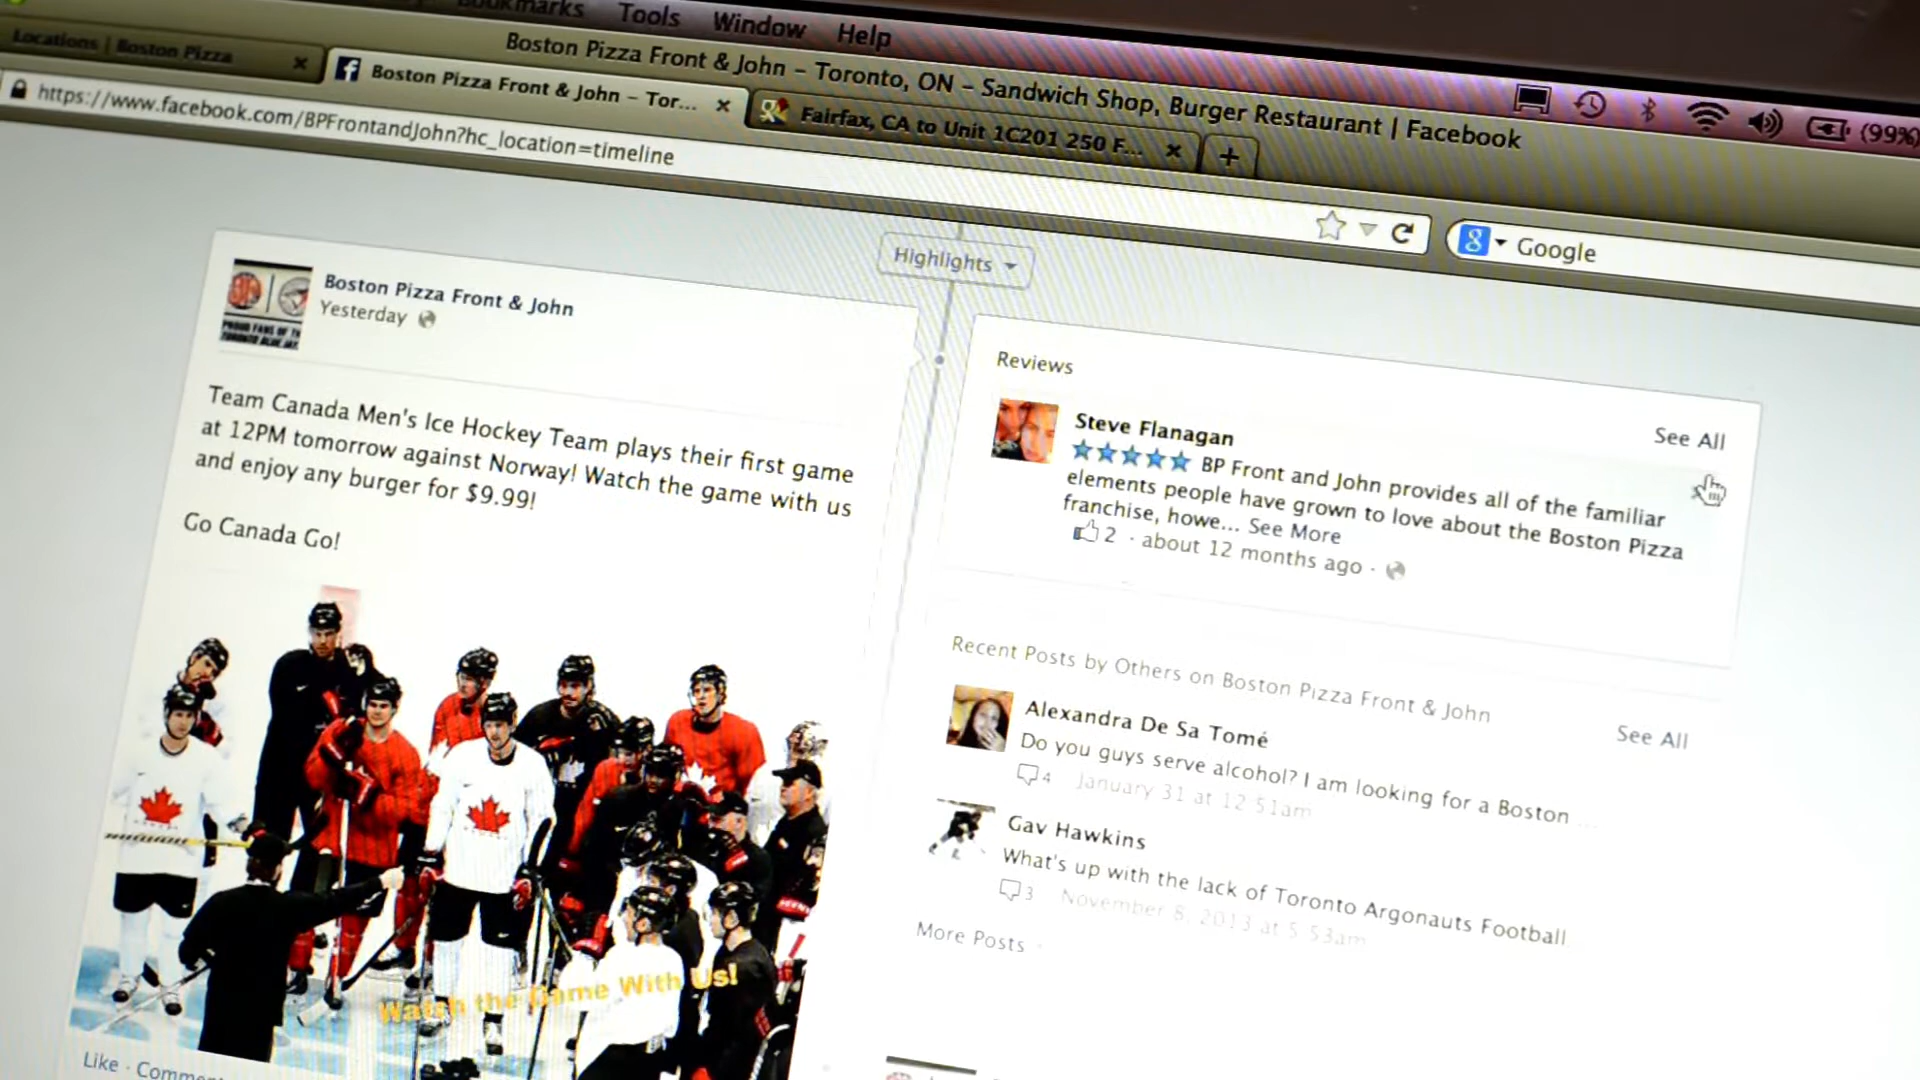 Bookmarks Tools Window Help
Boston Pizza Front & John – Toronto, ON – Sandwich Shop, Burger Restaurant | Facebook
(99%)
Locations | Boston Pizza
Boston Pizza Front & John – Tor...
Fairfax, CA to Unit 1C201 250 F...
https://www.facebook.com/BPFrontandJohn?hc_location=timeline
Google
Highlights
Boston Pizza Front & John
Yesterday
Team Canada Men's Ice Hockey Team plays their first game
at 12PM tomorrow against Norway! Watch the game with us
and enjoy any burger for $9.99!
Go Canada Go!
Watch the Game With Us!
Like · Comment
Reviews
See All
Steve Flanagan
BP Front and John provides all of the familiar
elements people have grown to love about the Boston Pizza
franchise, howe... See More
2 · about 12 months ago ·
Recent Posts by Others on Boston Pizza Front & John
See All
Alexandra De Sa Tomé
Do you guys serve alcohol? I am looking for a Boston ...
4 January 31 at 12:51am
Gav Hawkins
What's up with the lack of Toronto Argonauts Football.
3 November 8, 2013 at 5:53am
More Posts